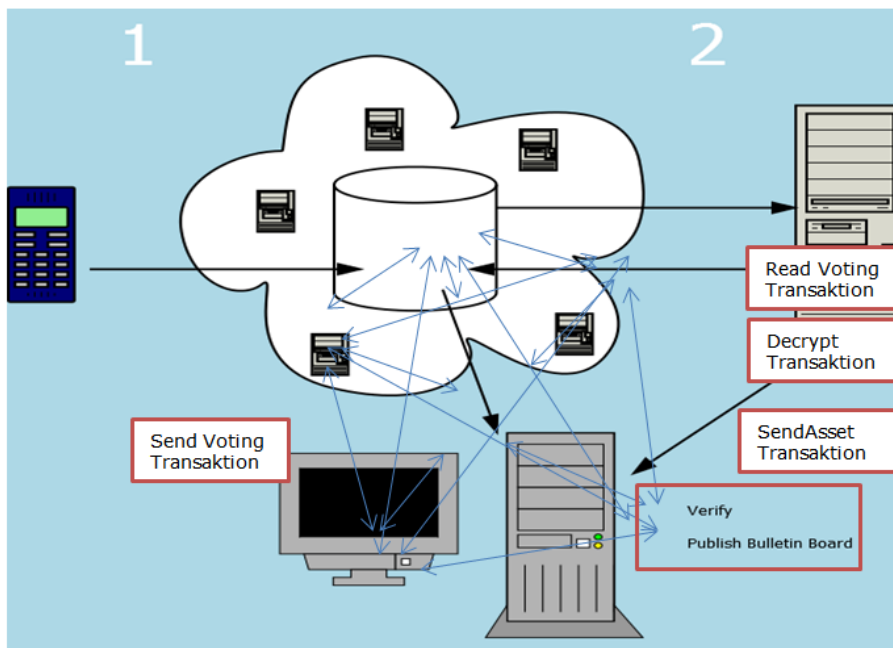 1
2
Read Voting
Transaktion
Decrypt
Transaktion
Send Voting
Transaktion
SendAsset
Transaktion
Verify
Publish Bulletin Board